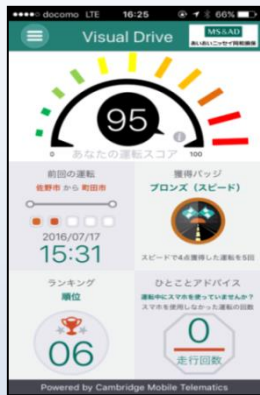 docomo LTE 16:25 66%
Visual Drive
MS&AD
あいおいニッセイ同和損保
95
0 100
あなたの運転スコア
前回の運転
佐野市 から 町田市
2016/07/17
15:31
獲得バッジ
ブロンズ（スピード）
スピードで4点獲得した運転を5回
ランキング
順位
06
ひとことアドバイス
運転中にスマホを使っていませんか？
スマホを使用しなかった運転の回数
0
走行回数
Powered by Cambridge Mobile Telematics